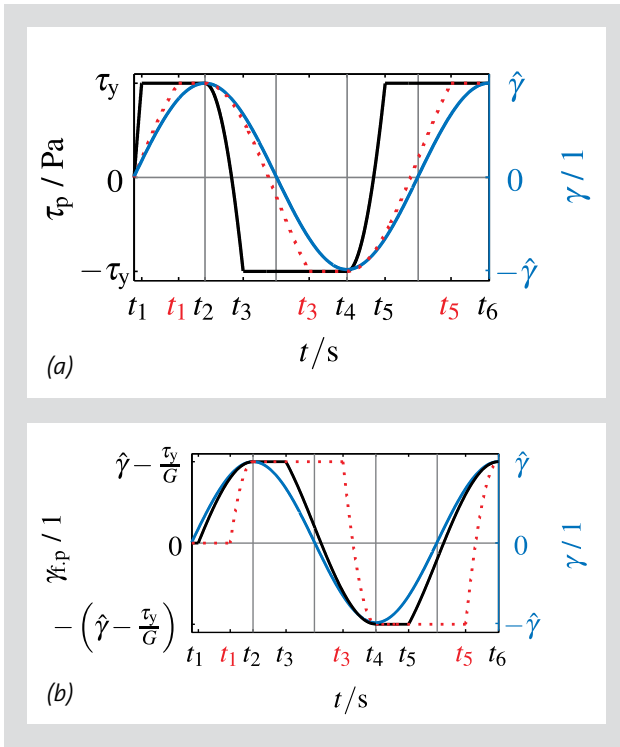 τy
γ̂
τp / Pa
0
0
γ / 1
−τy
−γ̂
t1 t1 t2 t3 t3 t4 t5 t5 t6
t/s
(a)
γ̂ − τy/G
γ̂
γf,p / 1
0
0
γ / 1
−(γ̂ − τy/G)
−γ̂
t1 t1 t2 t3 t3 t4 t5 t5 t6
t/s
(b)